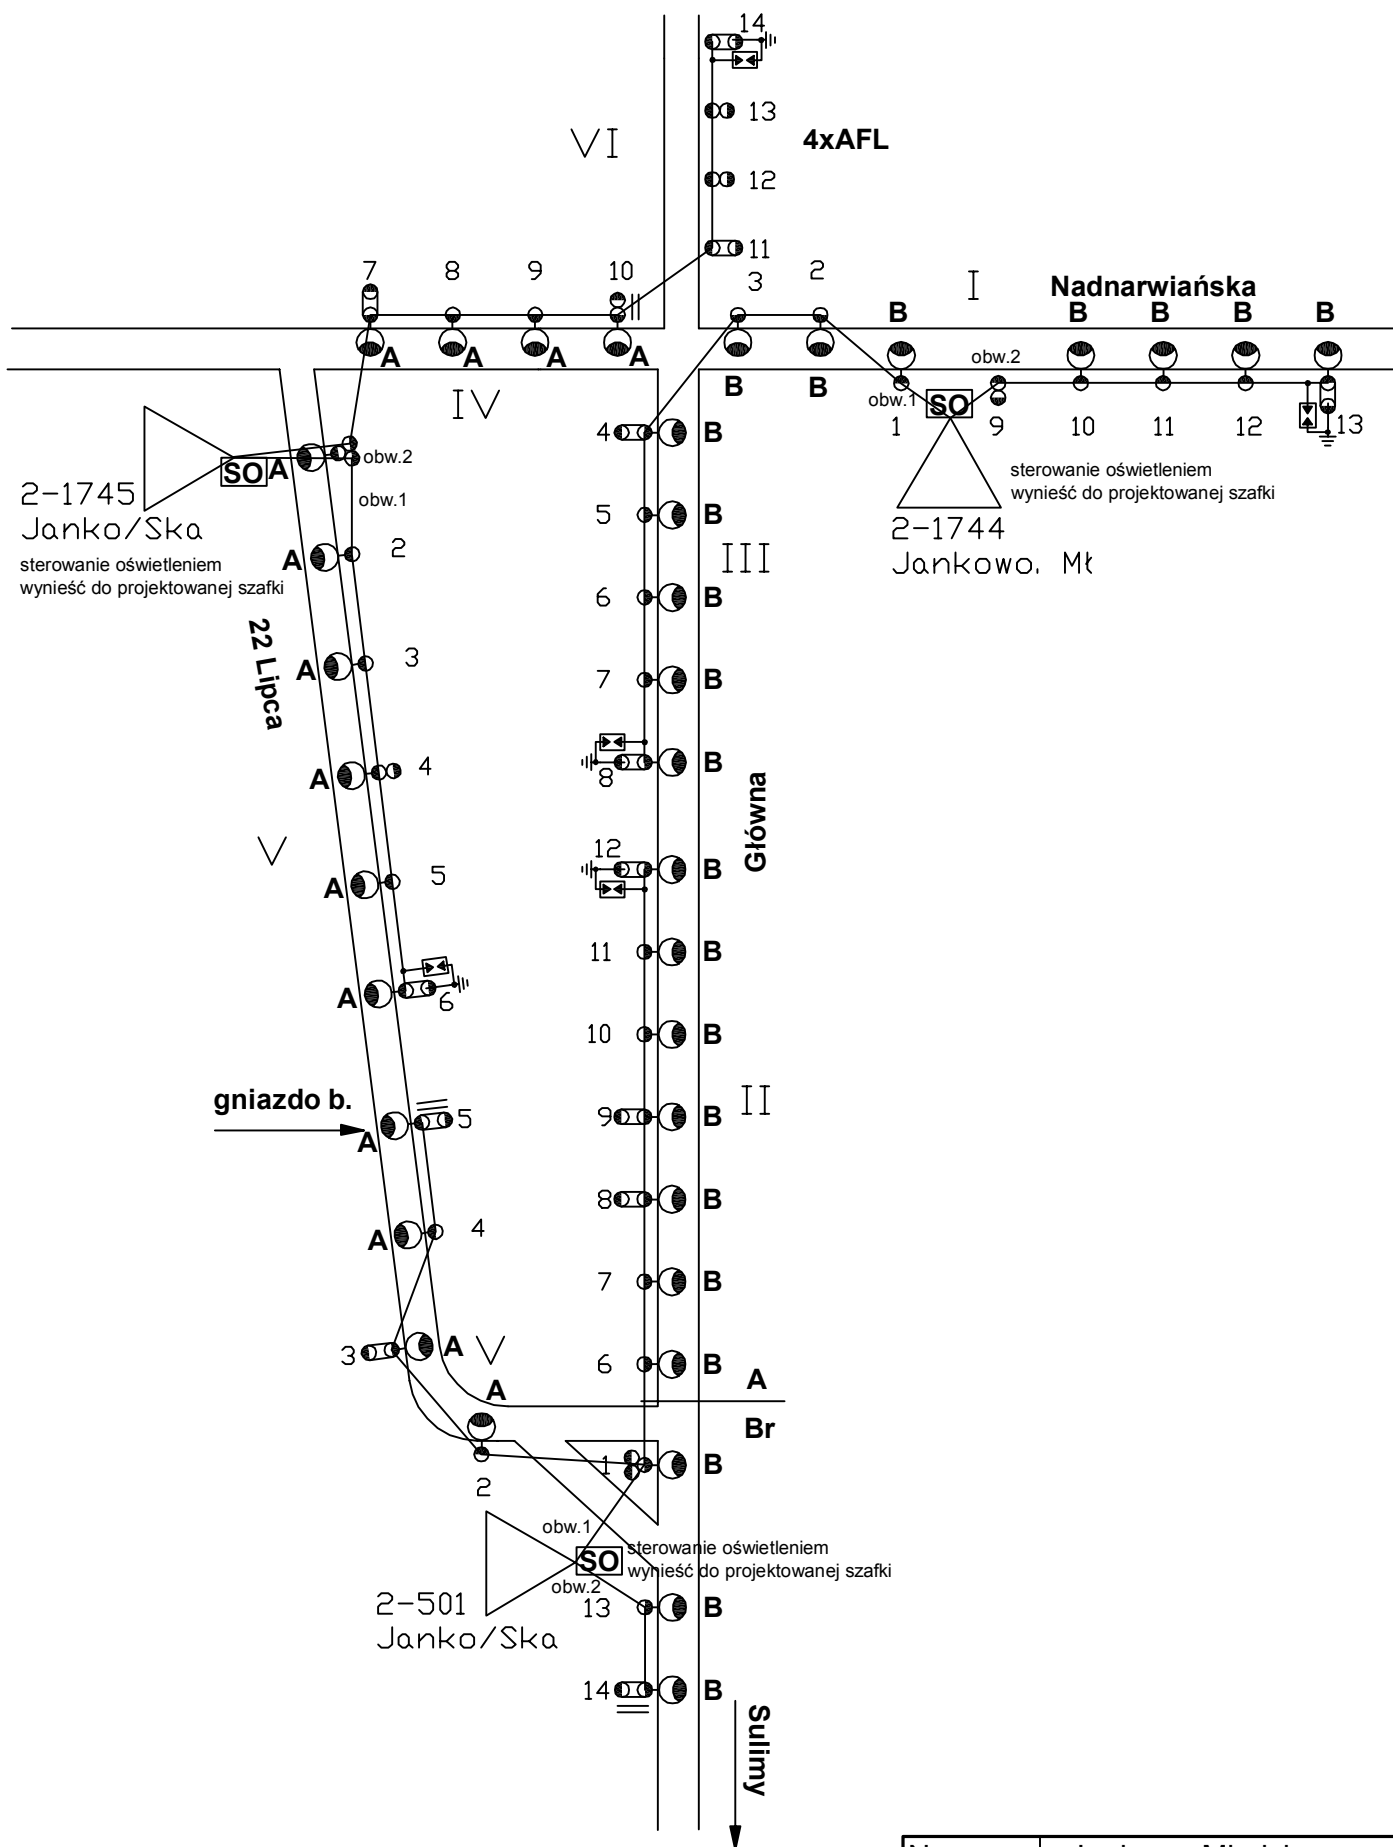 14
13
VI
4xAFL
12
11
7 8 9 10
3 2
I
Nadnarwiańska
B B B B B
A A A A
B B
obw.2
obw.1
SO
1 9 10 11 12 13
IV
4 B
obw.2
SO A
2-1745
Janko/Ska
obw.1
sterowanie oświetleniem
wynieść do projektowanej szafki
sterowanie oświetleniem
wynieść do projektowanej szafki
2-1744
Jankowo. Mł
5 B
A 2
III
6 B
22 Lipca
A 3
7 B
A 4
8 B
Główna
V
12 B
A 5
11 B
A 6
10 B
gniazdo b.
II
9 B
A 5
8 B
A 4
7 B
3 A V
6 B
A
A
Br
1 B
2
obw.1
SO
sterowanie oświetleniem
wynieść do projektowanej szafki
obw.2
2-501
Janko/Ska
13 B
14 B
Sulimy